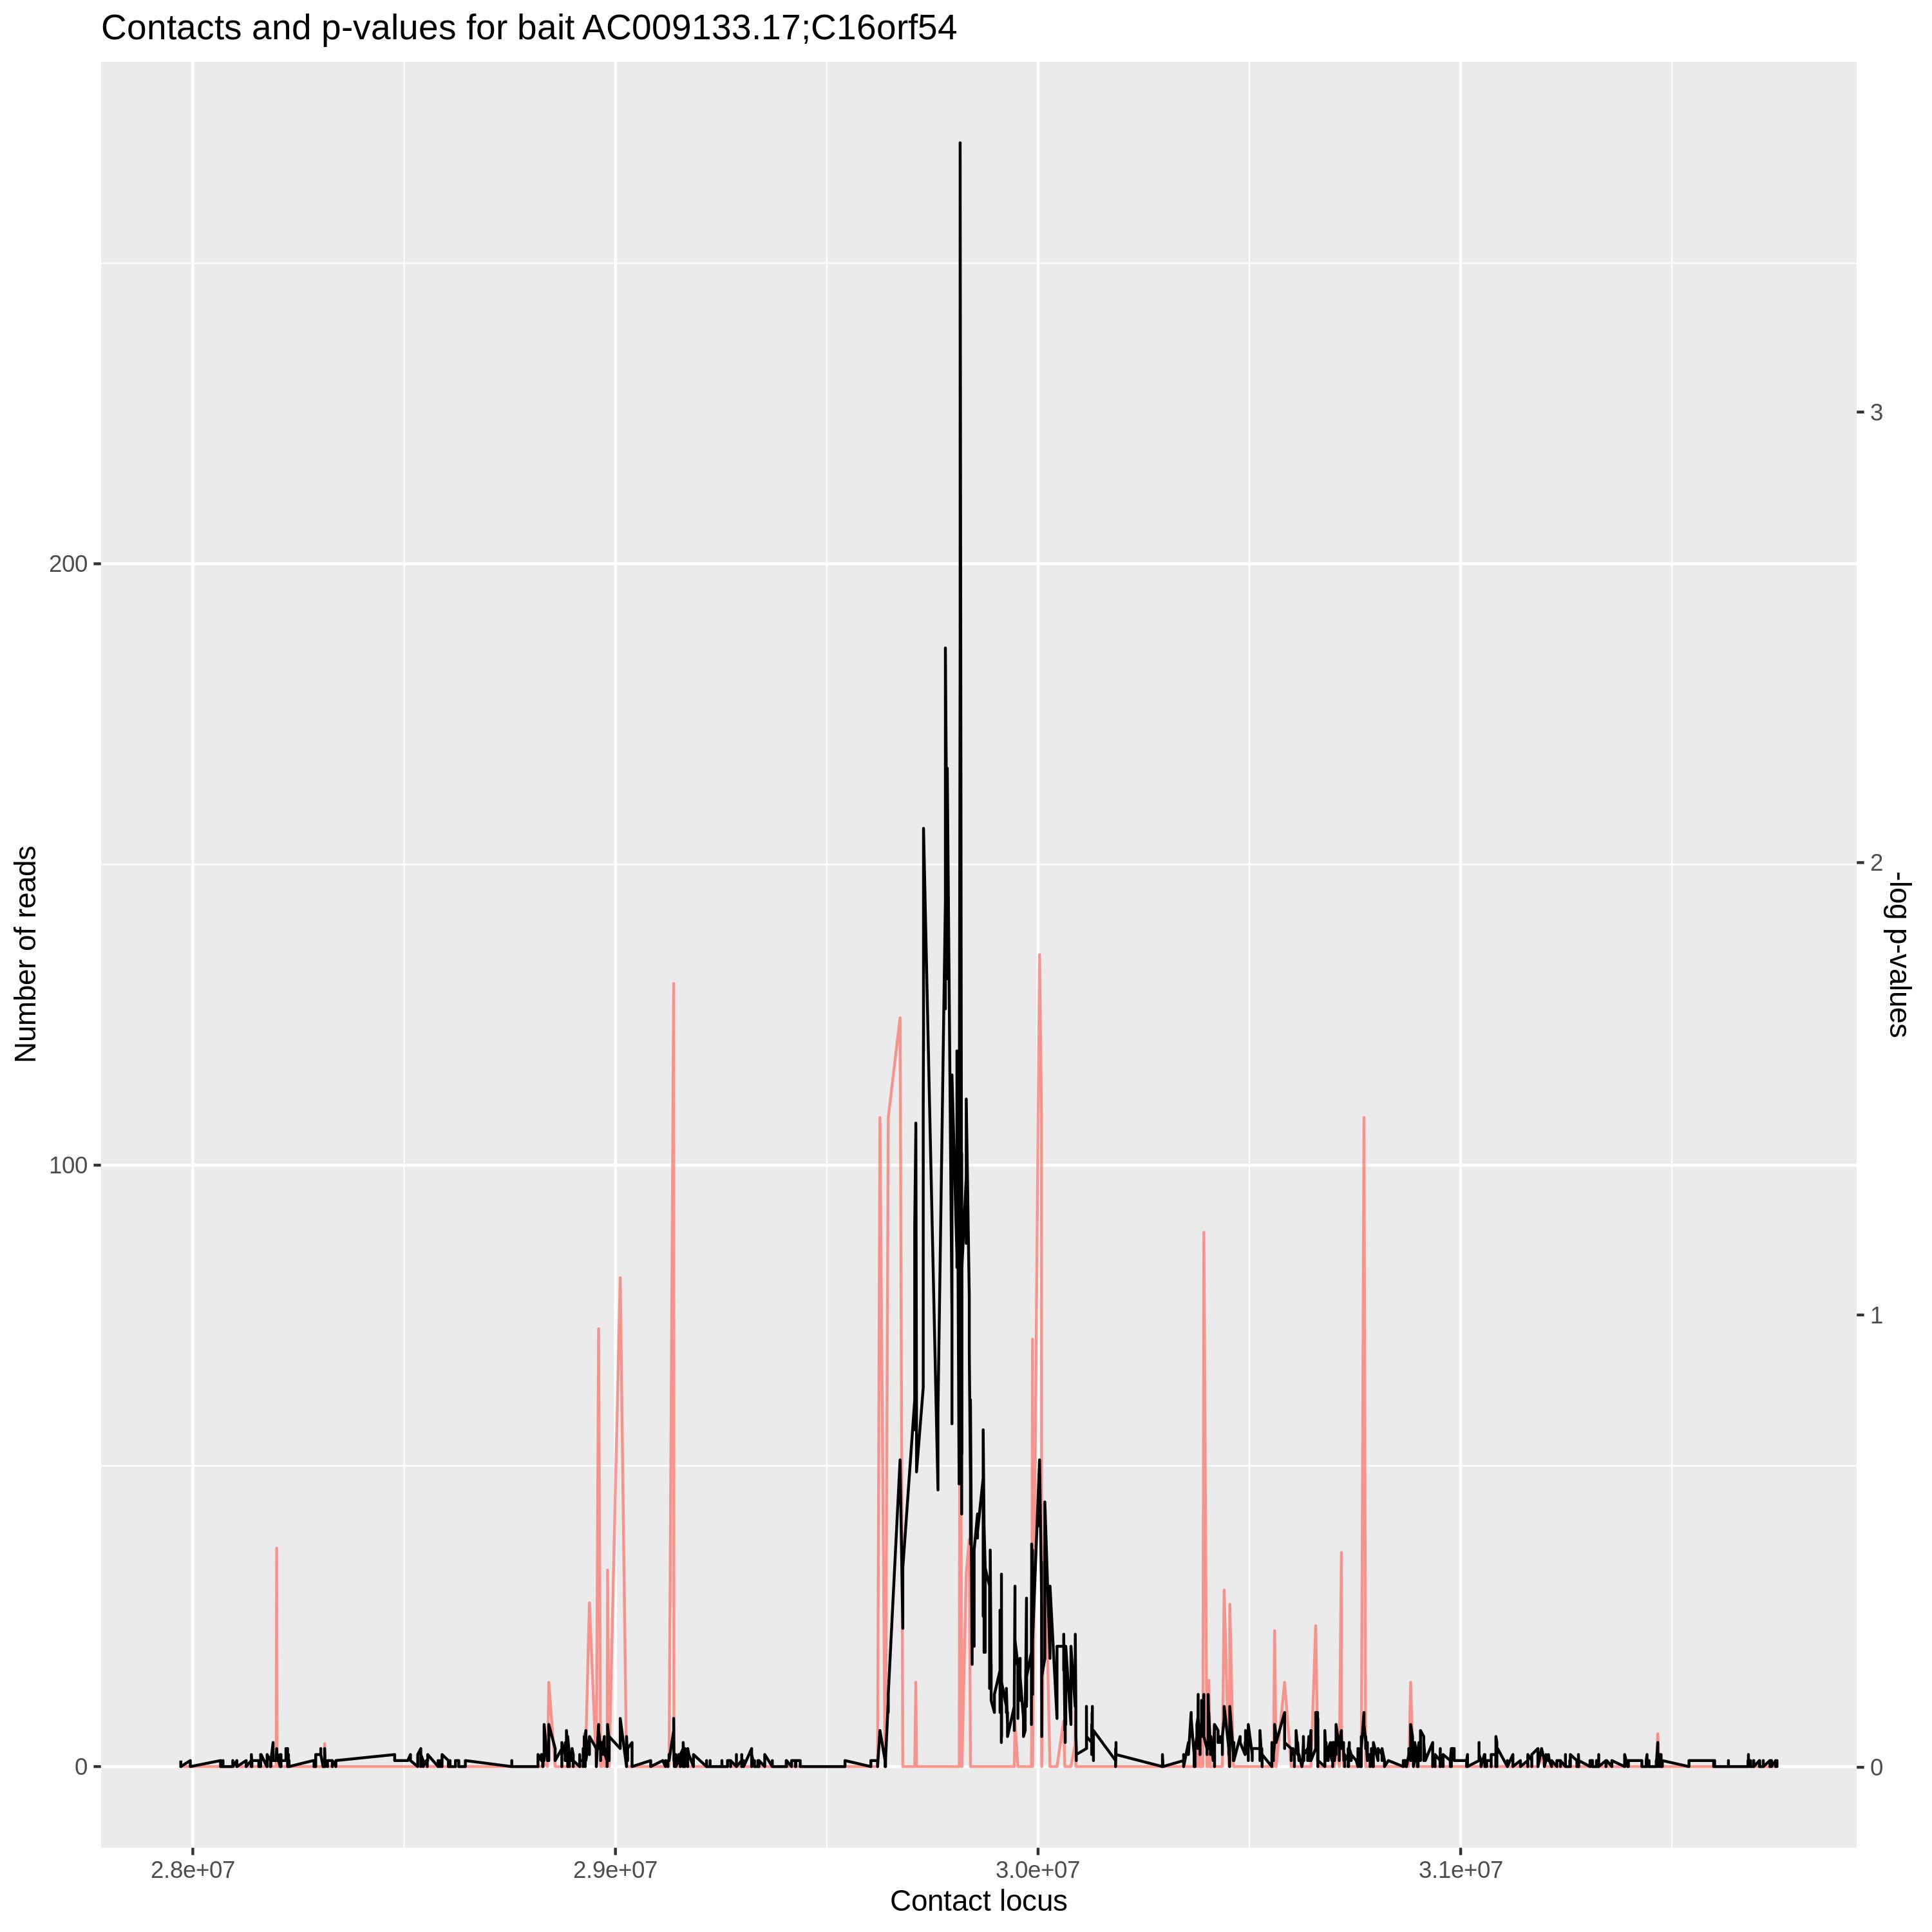 Contacts and p-values for bait AC009133.17;C16orf54
Number of reads
200
100
0
3
2
1
0
-log p-values
2.8e+07 2.9e+07 3.0e+07 3.1e+07
Contact locus